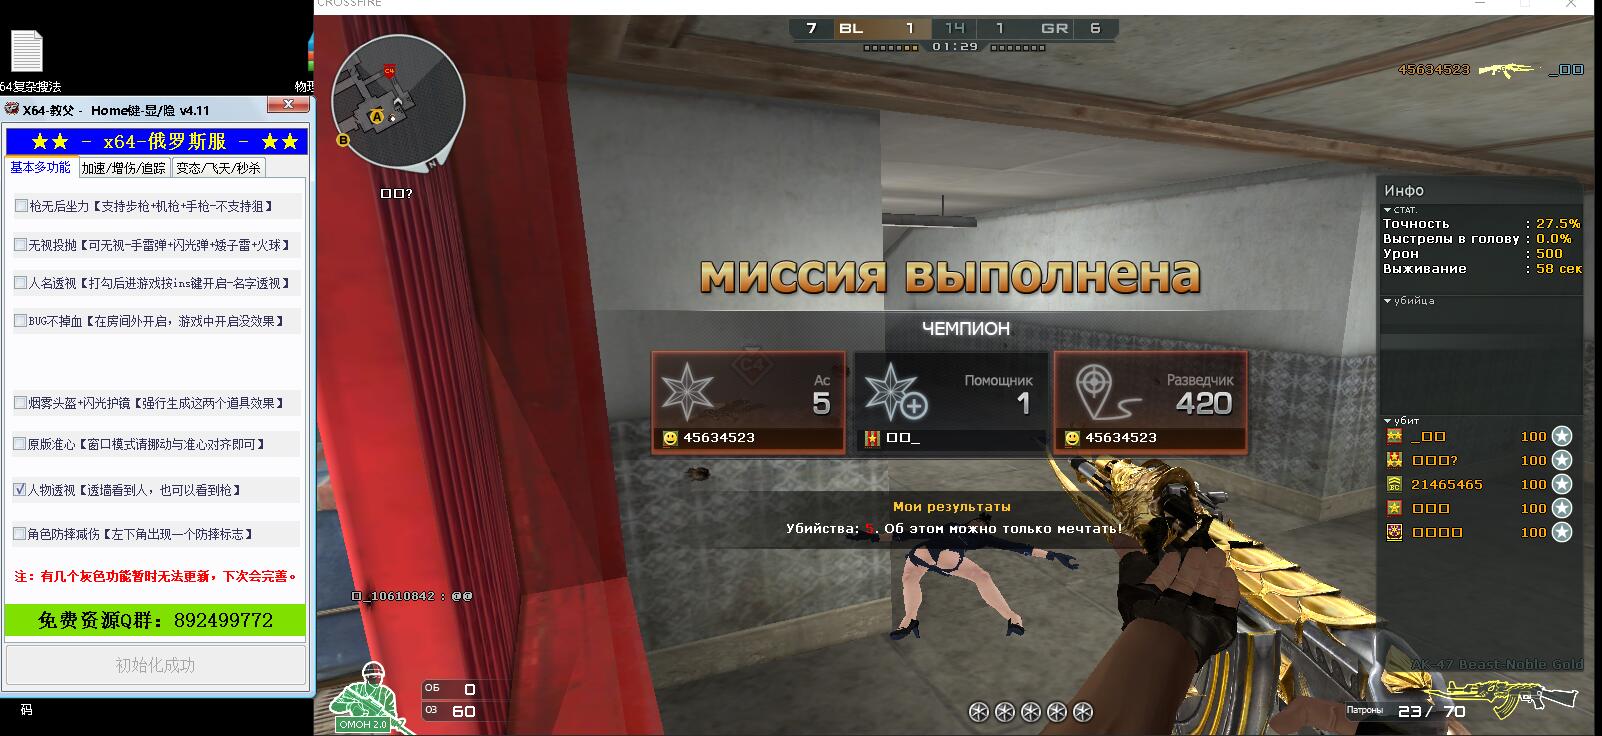 CROSSFIRE
64复杂搜法
物理
X64-教父 - Home健-显/隐 v4.11
★★ - x64-俄罗斯服 - ★★
基本多功能
加速/增伤/追踪
变态/飞天/秒杀
枪无后坐力【支持步枪+机枪+手枪-不支持狙】
无视投抛【可无视-手雷弹+闪光弹+矮子雷+火球】
人名透视【打勾后进游戏按ins键开启-名字透视】
BUG不掉血【在房间外开启，游戏中开启没效果】
烟雾头盔+闪光护镜【强行生成这两个道具效果】
原版准心【窗口模式请挪动与准心对齐即可】
人物透视【透墙看到人，也可以看到枪】
角色防摔减伤【左下角出现一个防摔标志】
注：有几个灰色功能暂时无法更新，下次会完善。
免费资源Q群：892499772
初始化成功
码
7 BL 1 14 1 GR 6
01:29
45634523 _□□
C4
A
B
N
□□?
миссия выполнена
ЧЕМПИОН
Ас
5
45634523
Помощник
1
□□_
Разведчик
420
45634523
Мои результаты
Убийства: 5. Об этом можно только мечтать!
Инфо
СТАТ.
Точность : 27.5%
Выстрелы в голову : 0.0%
Урон : 500
Выживание : 58 сек
убийца
убит
_□□ 100
□□□? 100
21465465 100
□□□ 100
□□□□ 100
□_10610842 : @@
ОМОН 2.0
ОБ 0
ОЗ 60
AK-47 Beast-Noble Gold
Патроны 23/ 70